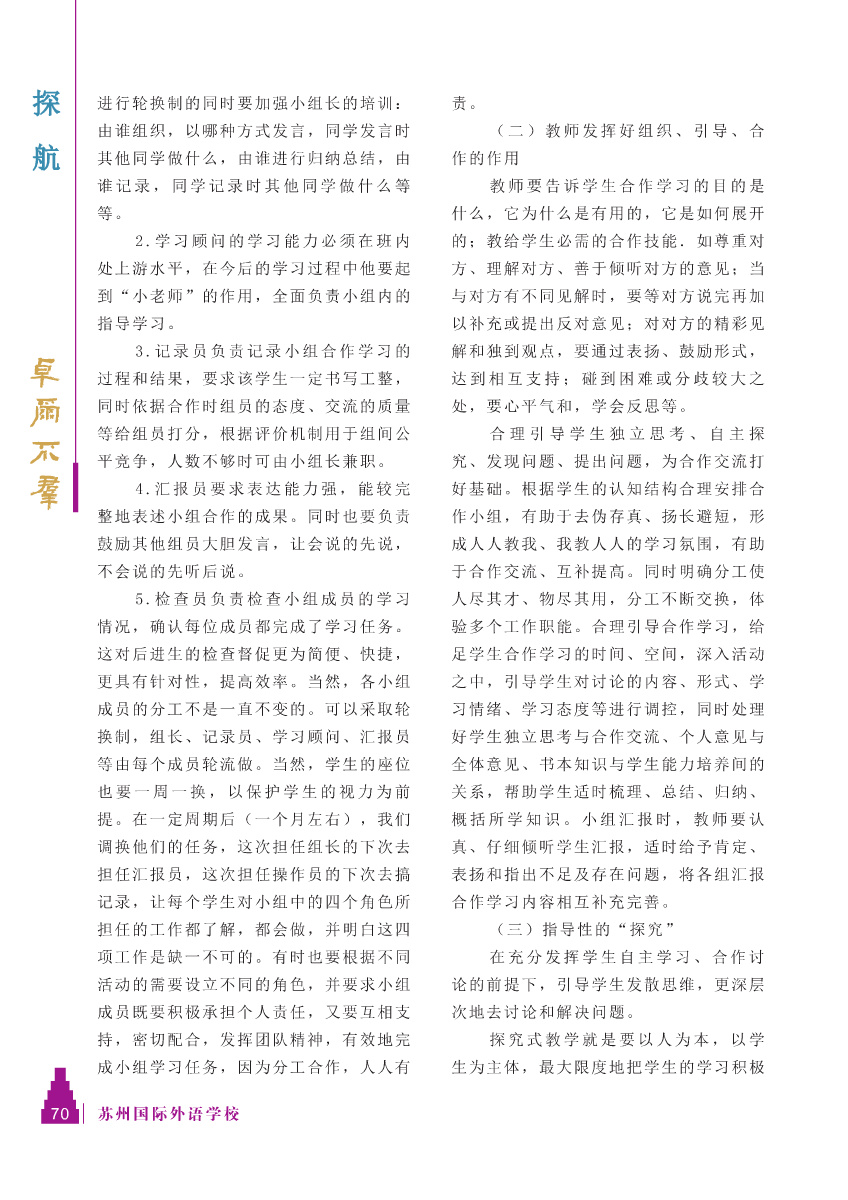 探
航
卓
尔
不
群
进行轮换制的同时要加强小组长的培训：
由谁组织，以哪种方式发言，同学发言时
其他同学做什么，由谁进行归纳总结，由
谁记录，同学记录时其他同学做什么等
等。
2.学习顾问的学习能力必须在班内
处上游水平，在今后的学习过程中他要起
到“小老师”的作用，全面负责小组内的
指导学习。
3.记录员负责记录小组合作学习的
过程和结果，要求该学生一定书写工整，
同时依据合作时组员的态度、交流的质量
等给组员打分，根据评价机制用于组间公
平竞争，人数不够时可由小组长兼职。
4.汇报员要求表达能力强，能较完
整地表述小组合作的成果。同时也要负责
鼓励其他组员大胆发言，让会说的先说，
不会说的先听后说。
5.检查员负责检查小组成员的学习
情况，确认每位成员都完成了学习任务。
这对后进生的检查督促更为简便、快捷，
更具有针对性，提高效率。当然，各小组
成员的分工不是一直不变的。可以采取轮
换制，组长、记录员、学习顾问、汇报员
等由每个成员轮流做。当然，学生的座位
也要一周一换，以保护学生的视力为前
提。在一定周期后（一个月左右），我们
调换他们的任务，这次担任组长的下次去
担任汇报员，这次担任操作员的下次去搞
记录，让每个学生对小组中的四个角色所
担任的工作都了解，都会做，并明白这四
项工作是缺一不可的。有时也要根据不同
活动的需要设立不同的角色，并要求小组
成员既要积极承担个人责任，又要互相支
持，密切配合，发挥团队精神，有效地完
成小组学习任务，因为分工合作，人人有
责。
（二）教师发挥好组织、引导、合
作的作用
教师要告诉学生合作学习的目的是
什么，它为什么是有用的，它是如何展开
的；教给学生必需的合作技能．如尊重对
方、理解对方、善于倾听对方的意见；当
与对方有不同见解时，要等对方说完再加
以补充或提出反对意见；对对方的精彩见
解和独到观点，要通过表扬、鼓励形式，
达到相互支持；碰到困难或分歧较大之
处，要心平气和，学会反思等。
合理引导学生独立思考、自主探
究、发现问题、提出问题，为合作交流打
好基础。根据学生的认知结构合理安排合
作小组，有助于去伪存真、扬长避短，形
成人人教我、我教人人的学习氛围，有助
于合作交流、互补提高。同时明确分工使
人尽其才、物尽其用，分工不断交换，体
验多个工作职能。合理引导合作学习，给
足学生合作学习的时间、空间，深入活动
之中，引导学生对讨论的内容、形式、学
习情绪、学习态度等进行调控，同时处理
好学生独立思考与合作交流、个人意见与
全体意见、书本知识与学生能力培养间的
关系，帮助学生适时梳理、总结、归纳、
概括所学知识。小组汇报时，教师要认
真、仔细倾听学生汇报，适时给予肯定、
表扬和指出不足及存在问题，将各组汇报
合作学习内容相互补充完善。
（三）指导性的“探究”
在充分发挥学生自主学习、合作讨
论的前提下，引导学生发散思维，更深层
次地去讨论和解决问题。
探究式教学就是要以人为本，以学
生为主体，最大限度地把学生的学习积极
70
苏州国际外语学校